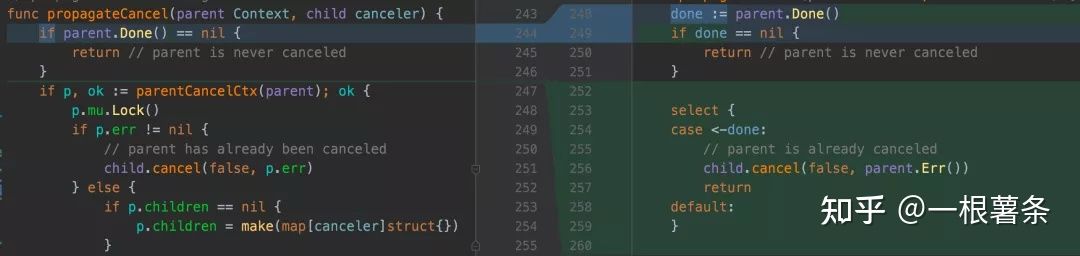 func propagateCancel(parent Context, child canceler) {
if parent.Done() == nil {
return // parent is never canceled
}
if p, ok := parentCancelCtx(parent); ok {
p.mu.Lock()
if p.err != nil {
// parent has already been canceled
child.cancel(false, p.err)
} else {
if p.children == nil {
p.children = make(map[canceler]struct{})
}
243 248
244 249
245 250
246 251
247 252
248 253
249 254
250 255
251 256
252 257
253 258
254 259
255 260
done := parent.Done()
if done == nil {
return // parent is never canceled
}
select {
case <-done:
// parent is already canceled
child.cancel(false, parent.Err())
return
default:
}
知乎 @一根薯条